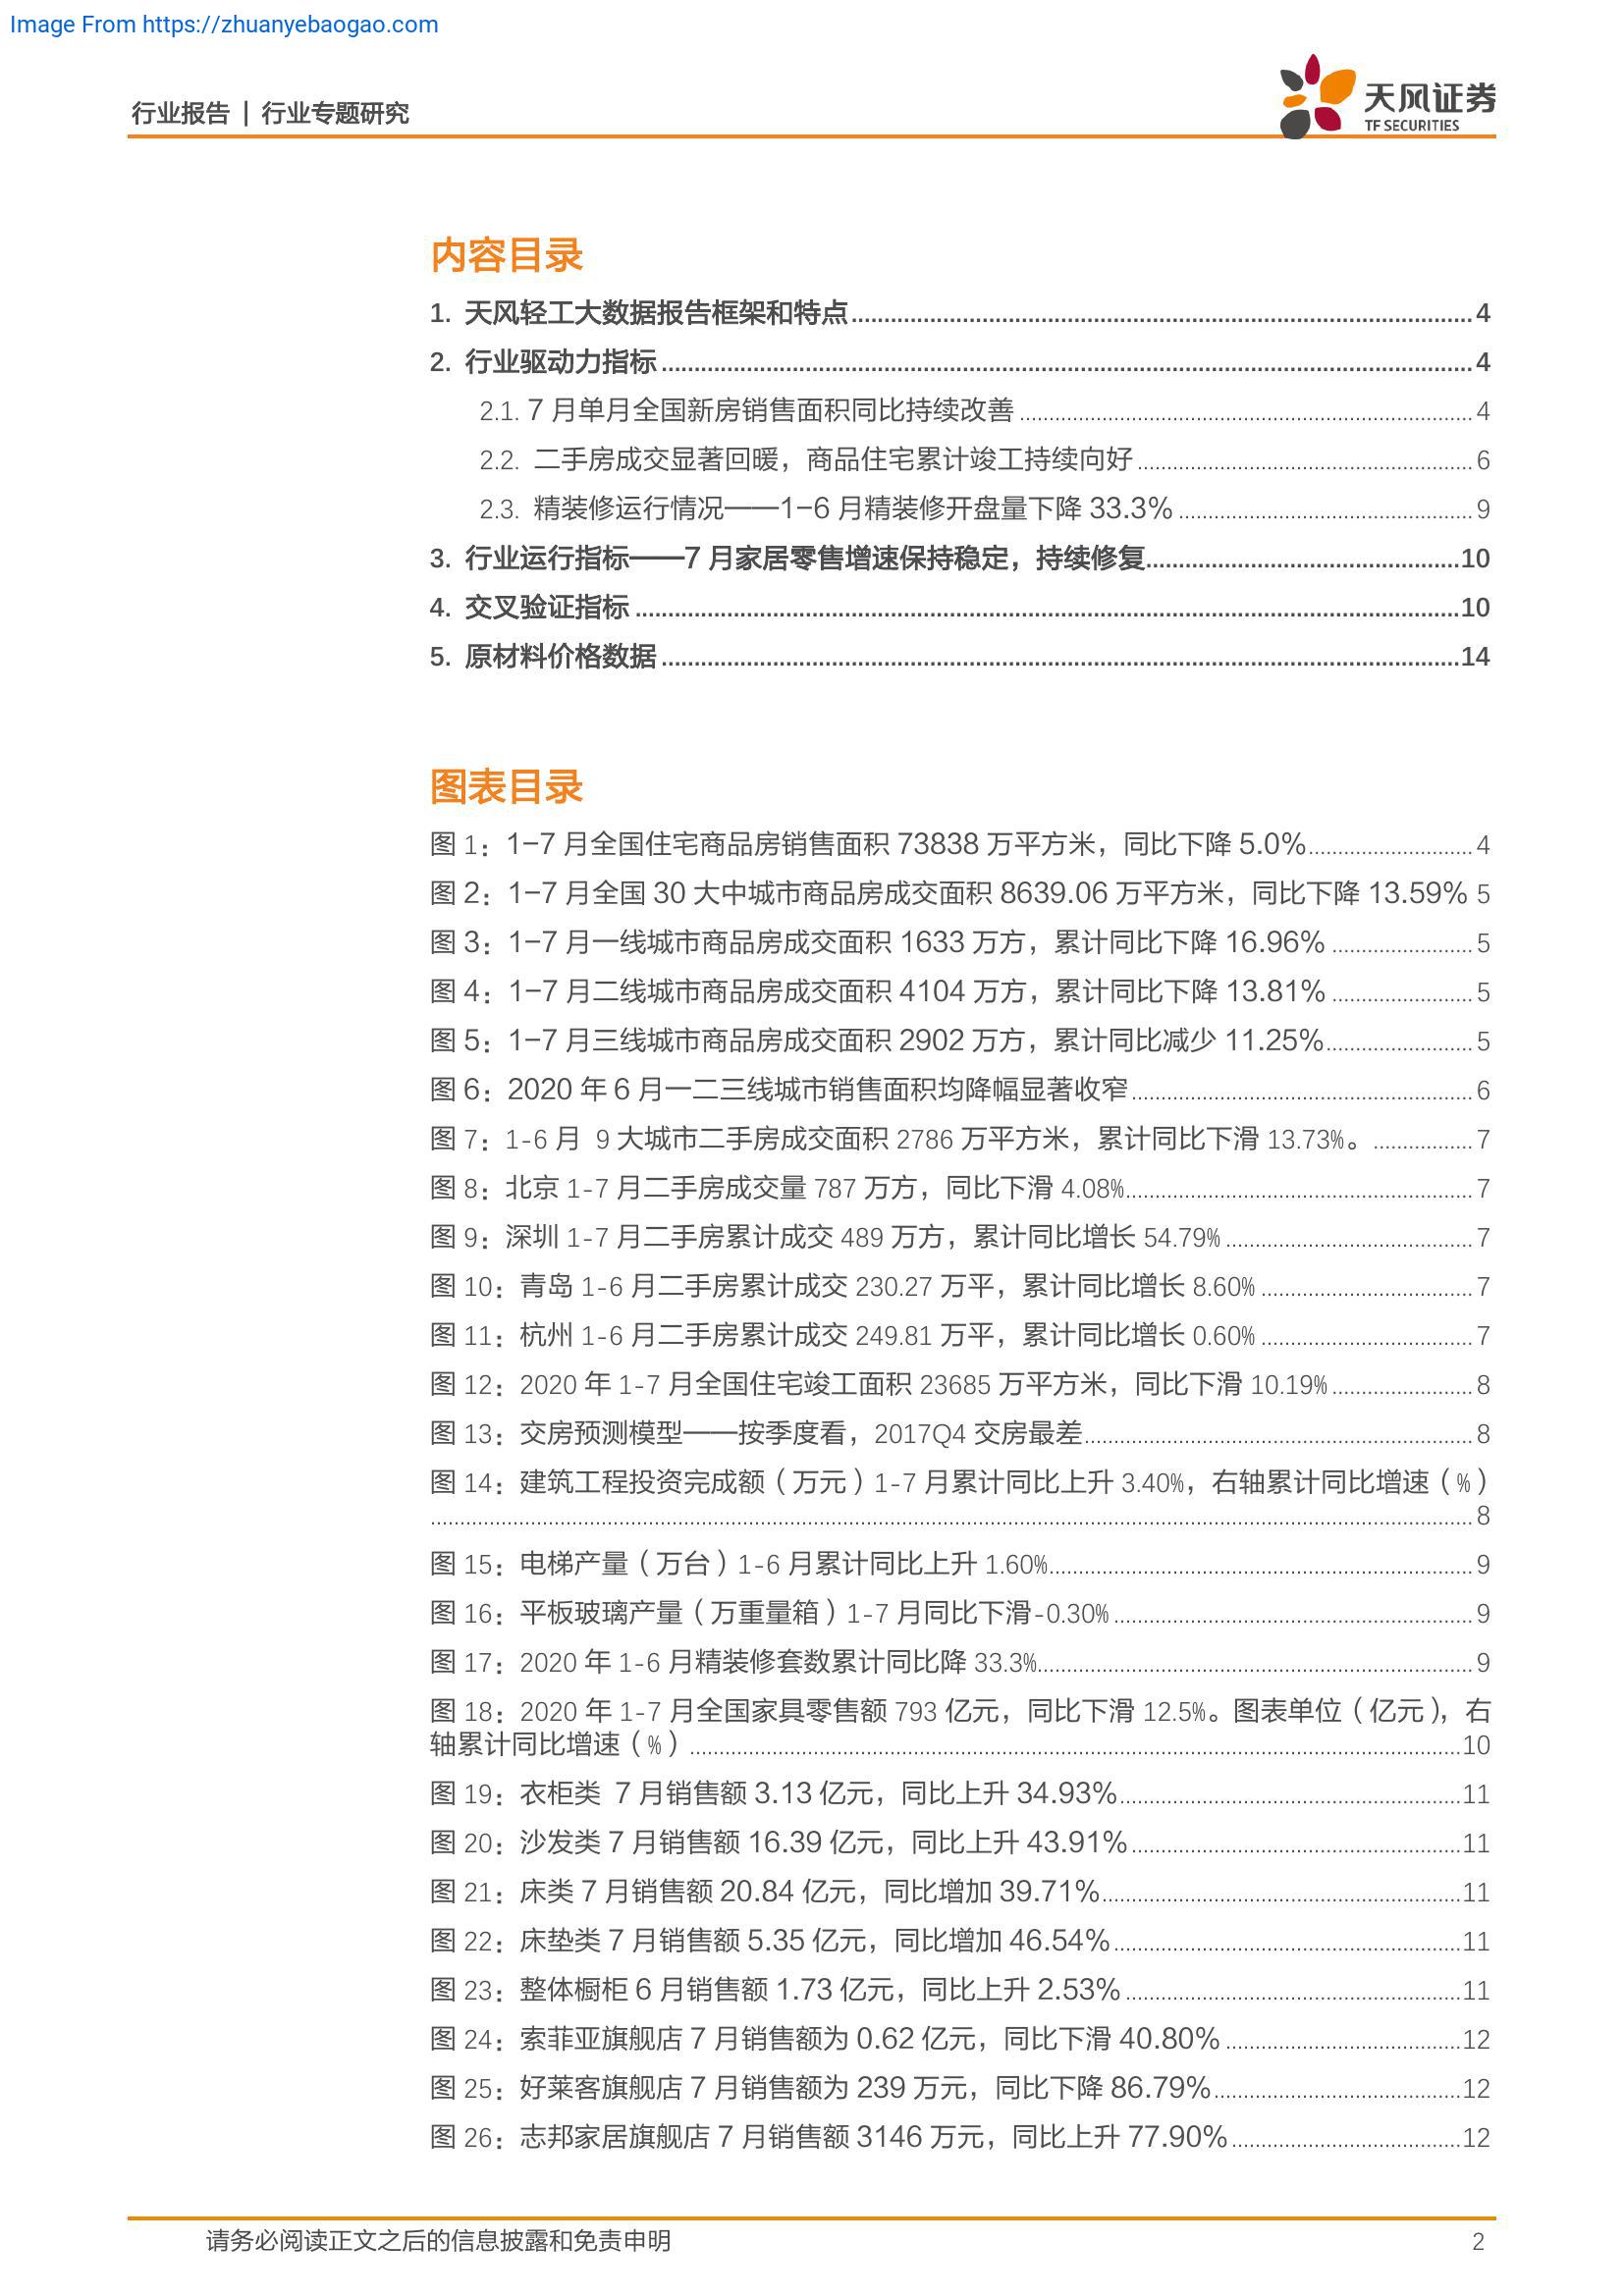 Image From https://zhuanyebaogao.com
行业报告 | 行业专题研究
天风证券
TF SECURITIES
内容目录
1. 天风轻工大数据报告框架和特点 4
2. 行业驱动力指标 4
2.1. 7 月单月全国新房销售面积同比持续改善 4
2.2. 二手房成交显著回暖，商品住宅累计竣工持续向好 6
2.3. 精装修运行情况——1-6 月精装修开盘量下降 33.3% 9
3. 行业运行指标——7 月家居零售增速保持稳定，持续修复 10
4. 交叉验证指标 10
5. 原材料价格数据 14
图表目录
图 1：1-7 月全国住宅商品房销售面积 73838 万平方米，同比下降 5.0% 4
图 2：1-7 月全国 30 大中城市商品房成交面积 8639.06 万平方米，同比下降 13.59% 5
图 3：1-7 月一线城市商品房成交面积 1633 万方，累计同比下降 16.96% 5
图 4：1-7 月二线城市商品房成交面积 4104 万方，累计同比下降 13.81% 5
图 5：1-7 月三线城市商品房成交面积 2902 万方，累计同比减少 11.25% 5
图 6：2020 年 6 月一二三线城市销售面积均降幅显著收窄 6
图 7：1-6 月 9 大城市二手房成交面积 2786 万平方米，累计同比下滑 13.73%。 7
图 8：北京 1-7 月二手房成交量 787 万方，同比下滑 4.08% 7
图 9：深圳 1-7 月二手房累计成交 489 万方，累计同比增长 54.79% 7
图 10：青岛 1-6 月二手房累计成交 230.27 万平，累计同比增长 8.60% 7
图 11：杭州 1-6 月二手房累计成交 249.81 万平，累计同比增长 0.60% 7
图 12：2020 年 1-7 月全国住宅竣工面积 23685 万平方米，同比下滑 10.19% 8
图 13：交房预测模型——按季度看，2017Q4 交房最差 8
图 14：建筑工程投资完成额（万元）1-7 月累计同比上升 3.40%，右轴累计同比增速（%）
8
图 15：电梯产量（万台）1-6 月累计同比上升 1.60% 9
图 16：平板玻璃产量（万重量箱）1-7 月同比下滑-0.30% 9
图 17：2020 年 1-6 月精装修套数累计同比降 33.3% 9
图 18：2020 年 1-7 月全国家具零售额 793 亿元，同比下滑 12.5%。图表单位（亿元），右
轴累计同比增速（%） 10
图 19：衣柜类 7 月销售额 3.13 亿元，同比上升 34.93% 11
图 20：沙发类 7 月销售额 16.39 亿元，同比上升 43.91% 11
图 21：床类 7 月销售额 20.84 亿元，同比增加 39.71% 11
图 22：床垫类 7 月销售额 5.35 亿元，同比增加 46.54% 11
图 23：整体橱柜 6 月销售额 1.73 亿元，同比上升 2.53% 11
图 24：索菲亚旗舰店 7 月销售额为 0.62 亿元，同比下滑 40.80% 12
图 25：好莱客旗舰店 7 月销售额为 239 万元，同比下降 86.79% 12
图 26：志邦家居旗舰店 7 月销售额 3146 万元，同比上升 77.90% 12
请务必阅读正文之后的信息披露和免责申明 2